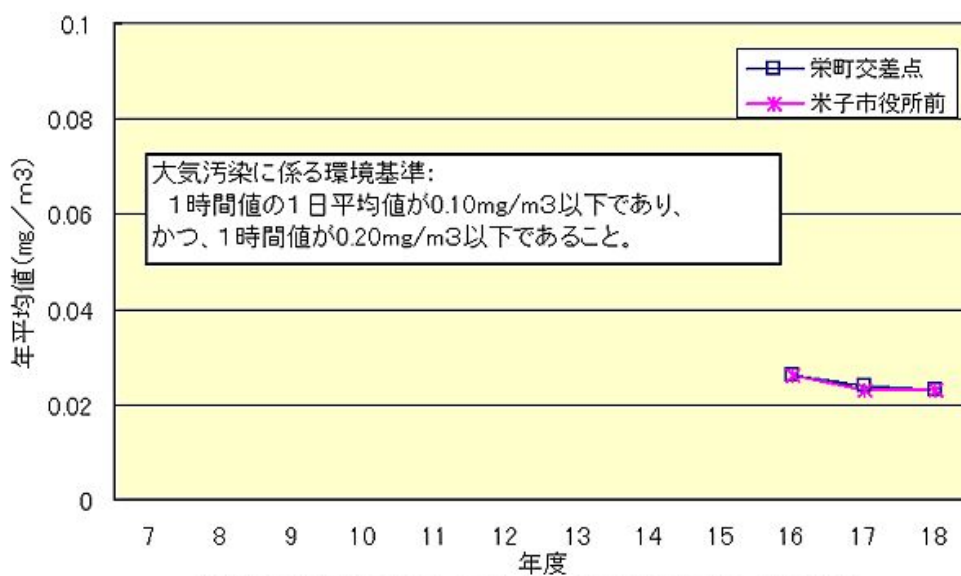 0.1
栄町交差点
米子市役所前
0.08
大気汚染に係る環境基準:
1時間値の1日平均値が0.10mg/m3以下であり、
かつ、1時間値が0.20mg/m3以下であること。
0.06
年平均値(mg/m3)
0.04
0.02
0
7 8 9 10 11 12 13 14 15 16 17 18
年度